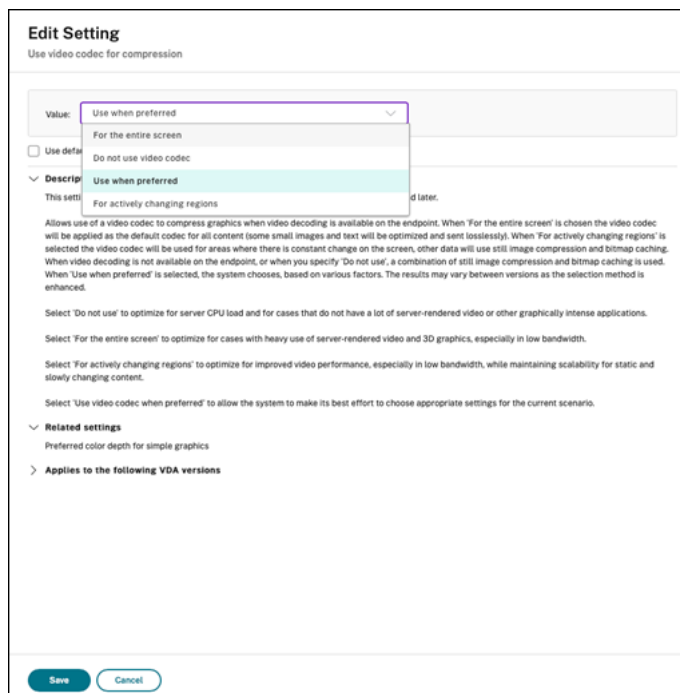 Edit Setting
Use video codec for compression
Value: Use when preferred
For the entire screen
Use defa
Do not use video codec
Descrip
Use when preferred
This setti d later.
For actively changing regions
Allows use of a video codec to compress graphics when video decoding is available on the endpoint. When 'For the entire screen' is chosen the video codec
will be applied as the default codec for all content (some small images and text will be optimized and sent losslessly). When 'For actively changing regions' is
selected the video codec will be used for areas where there is constant change on the screen, other data will use still image compression and bitmap caching.
When video decoding is not available on the endpoint, or when you specify 'Do not use', a combination of still image compression and bitmap caching is used.
When 'Use when preferred' is selected, the system chooses, based on various factors. The results may vary between versions as the selection method is
enhanced.
Select 'Do not use' to optimize for server CPU load and for cases that do not have a lot of server-rendered video or other graphically intense applications.
Select 'For the entire screen' to optimize for cases with heavy use of server-rendered video and 3D graphics, especially in low bandwidth.
Select 'For actively changing regions' to optimize for improved video performance, especially in low bandwidth, while maintaining scalability for static and
slowly changing content.
Select 'Use video codec when preferred' to allow the system to make its best effort to choose appropriate settings for the current scenario.
Related settings
Preferred color depth for simple graphics
Applies to the following VDA versions
Save Cancel